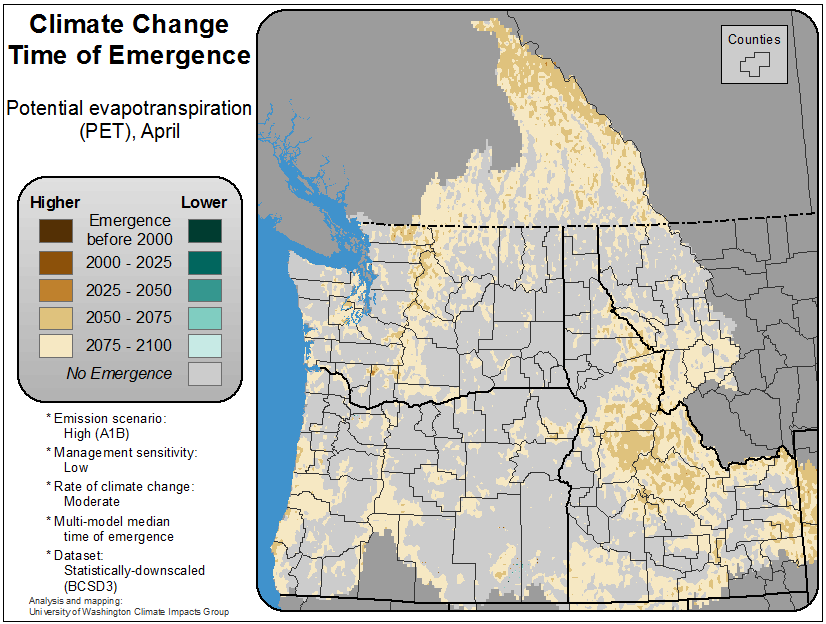 Climate Change
Time of Emergence
Potential evapotranspiration
(PET), April
Counties
Higher
Lower
Emergence
before 2000
2000 - 2025
2025 - 2050
2050 - 2075
2075 - 2100
No Emergence
* Emission scenario:
High (A1B)
* Management sensitivity:
Low
* Rate of climate change:
Moderate
* Multi-model median
time of emergence
* Dataset:
Statistically-downscaled
(BCSD3)
Analysis and mapping:
University of Washington Climate Impacts Group